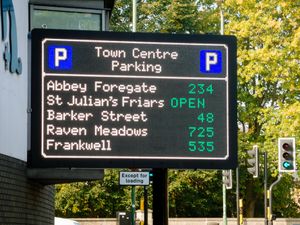 P Town Centre P
Parking
Abbey Foregate 234
St Julian's Friars OPEN
Barker Street 48
Raven Meadows 725
Frankwell 535
Except for
loading